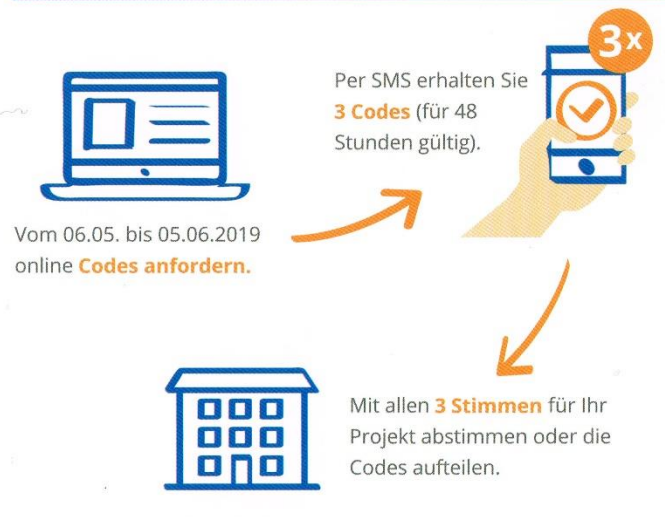 3x
Per SMS erhalten Sie
3 Codes (für 48
Stunden gültig).
Vom 06.05. bis 05.06.2019
online Codes anfordern.
Mit allen 3 Stimmen für Ihr
Projekt abstimmen oder die
Codes aufteilen.